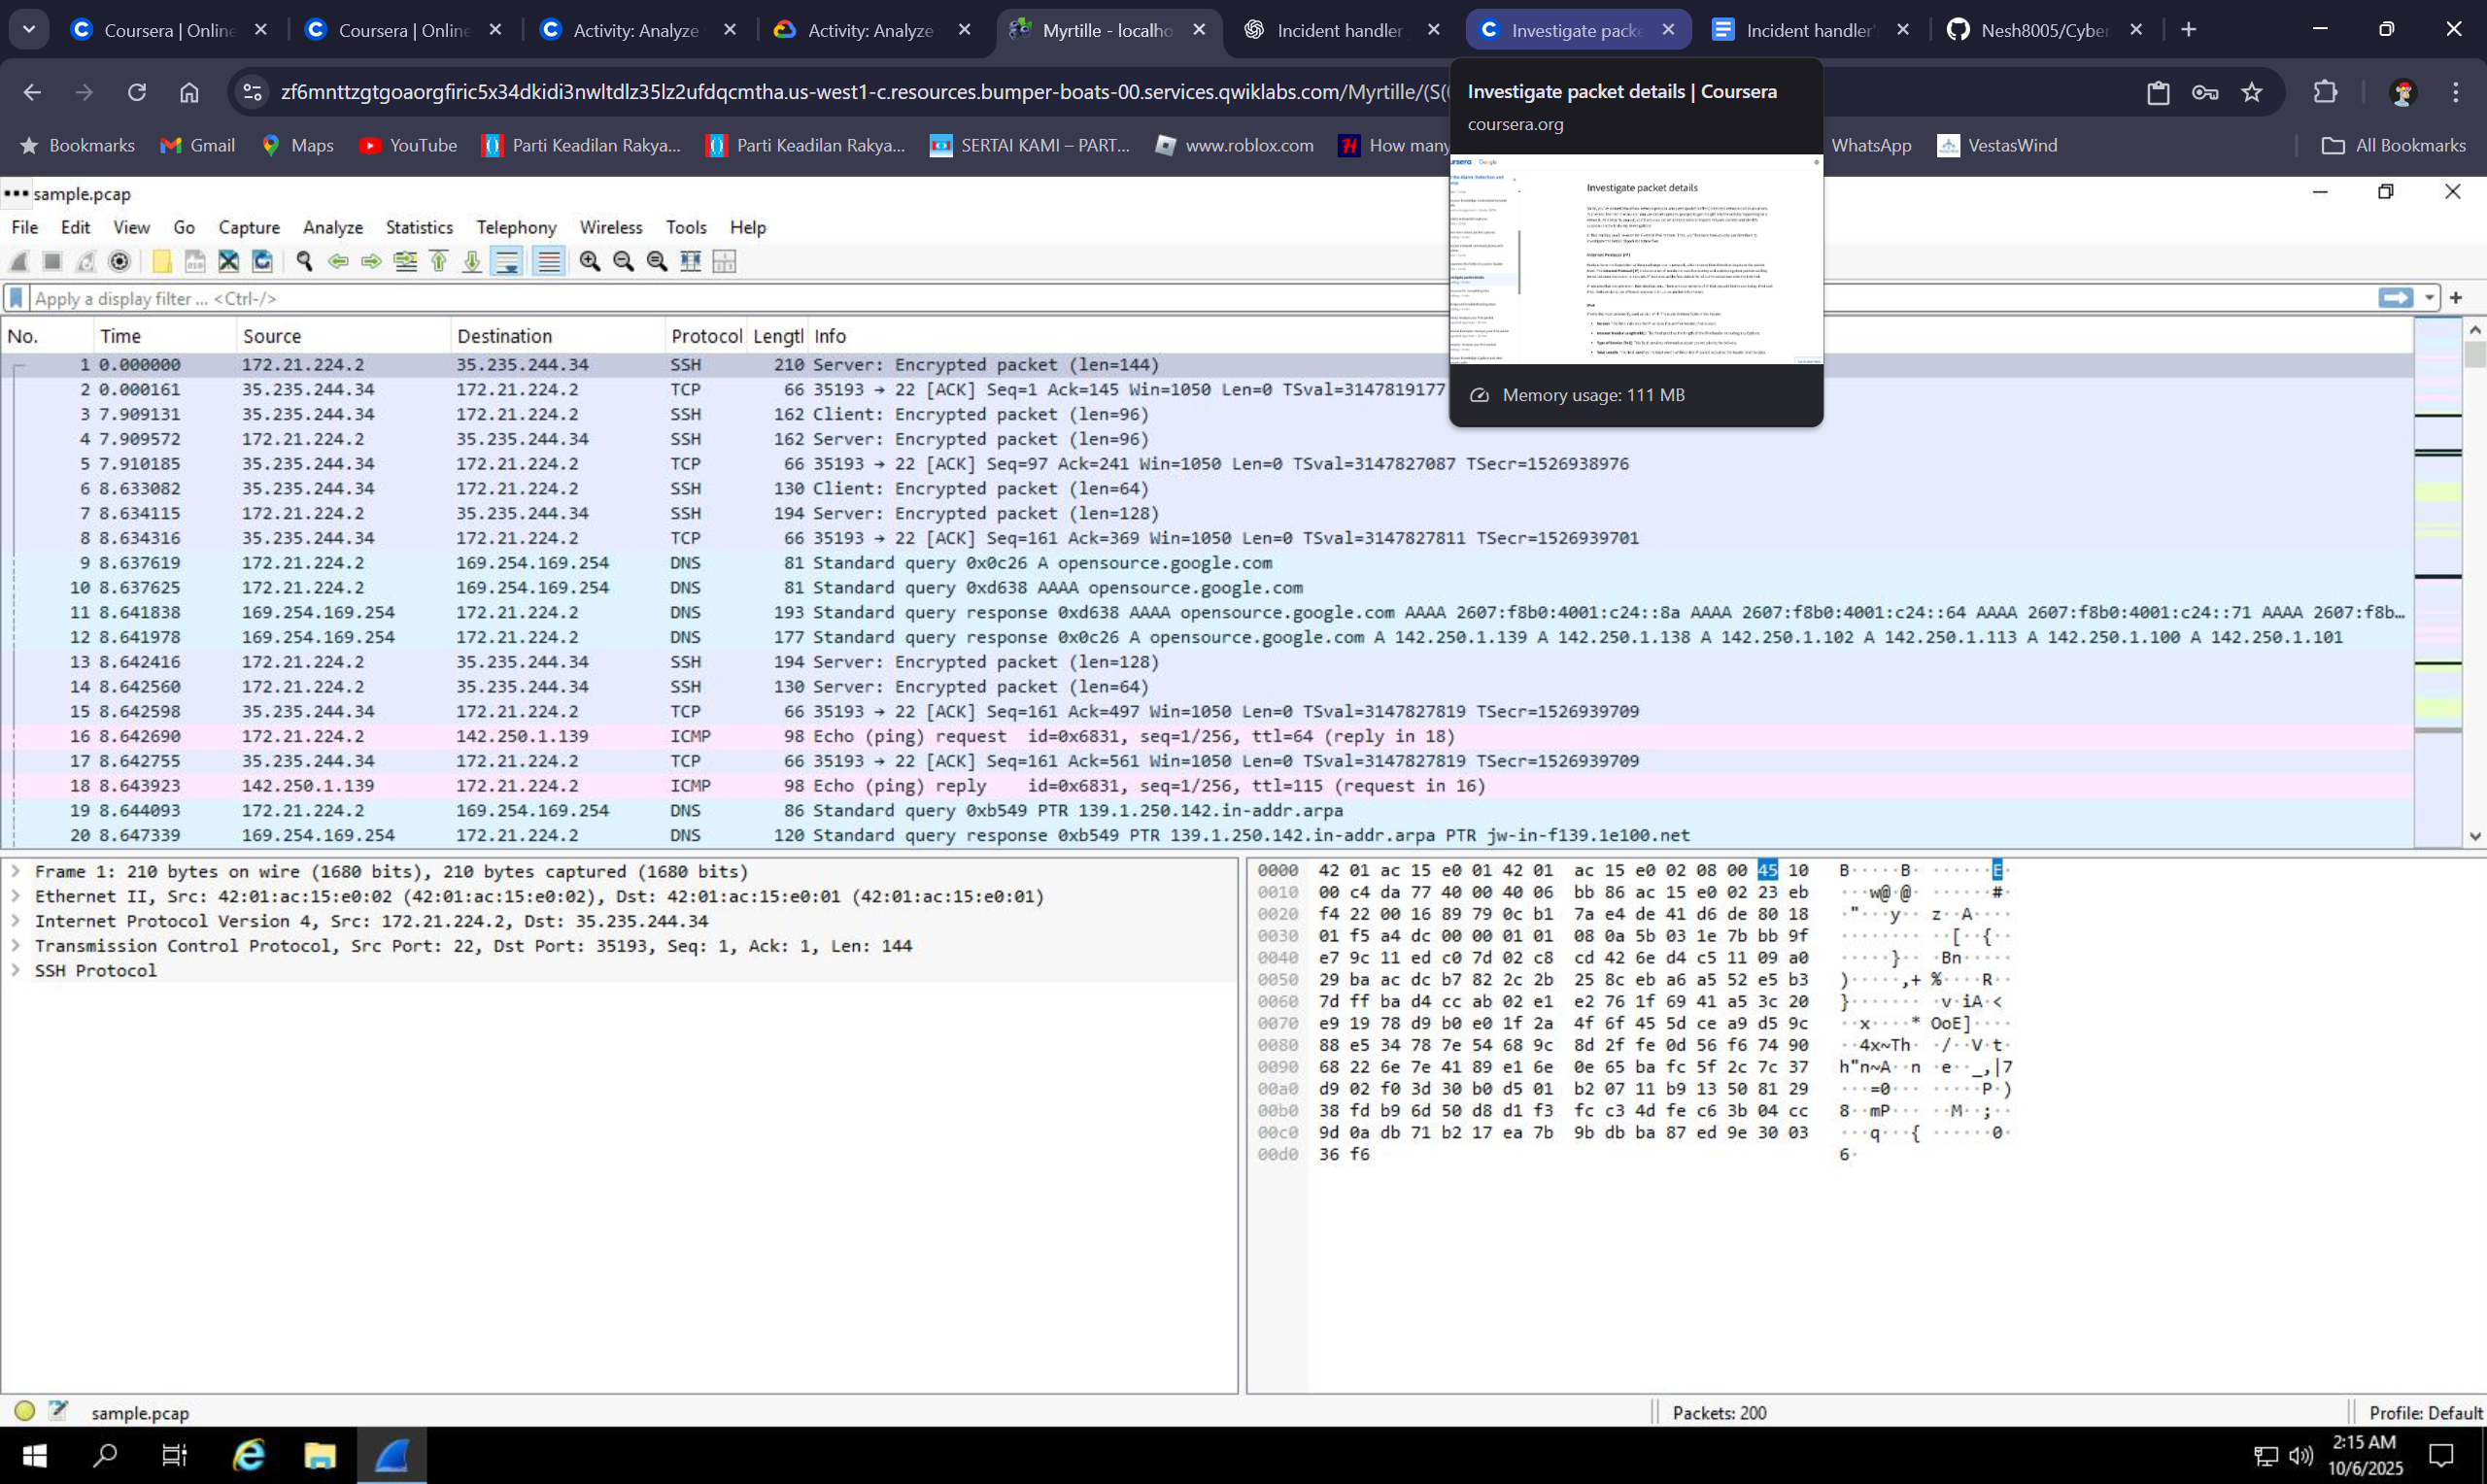 Coursera | Online
Coursera | Online
Activity: Analyze
Activity: Analyze
Myrtille - localho
Incident handler
Investigate packe
Incident handler'
Nesh8005/Cyber
zf6mnttzgtgoaorgfiric5x34dkidi3nwltdlz35lz2ufdqcmtha.us-west1-c.resources.bumper-boats-00.services.qwiklabs.com/Myrtille/(S(
Investigate packet details | Coursera
coursera.org
Bookmarks
Gmail
Maps
YouTube
Parti Keadilan Rakya...
Parti Keadilan Rakya...
SERTAI KAMI – PART...
www.roblox.com
How many
WhatsApp
VestasWind
All Bookmarks
Investigate packet details
Memory usage: 111 MB
sample.pcap
File Edit View Go Capture Analyze Statistics Telephony Wireless Tools Help
Apply a display filter ... <Ctrl-/>
No. Time Source Destination Protocol Lengtl Info
1 0.000000 172.21.224.2 35.235.244.34 SSH 210 Server: Encrypted packet (len=144)
2 0.000161 35.235.244.34 172.21.224.2 TCP 66 35193 → 22 [ACK] Seq=1 Ack=145 Win=1050 Len=0 TSval=3147819177
3 7.909131 35.235.244.34 172.21.224.2 SSH 162 Client: Encrypted packet (len=96)
4 7.909572 172.21.224.2 35.235.244.34 SSH 162 Server: Encrypted packet (len=96)
5 7.910185 35.235.244.34 172.21.224.2 TCP 66 35193 → 22 [ACK] Seq=97 Ack=241 Win=1050 Len=0 TSval=3147827087 TSecr=1526938976
6 8.633082 35.235.244.34 172.21.224.2 SSH 130 Client: Encrypted packet (len=64)
7 8.634115 172.21.224.2 35.235.244.34 SSH 194 Server: Encrypted packet (len=128)
8 8.634316 35.235.244.34 172.21.224.2 TCP 66 35193 → 22 [ACK] Seq=161 Ack=369 Win=1050 Len=0 TSval=3147827811 TSecr=1526939701
9 8.637619 172.21.224.2 169.254.169.254 DNS 81 Standard query 0x0c26 A opensource.google.com
10 8.637625 172.21.224.2 169.254.169.254 DNS 81 Standard query 0xd638 AAAA opensource.google.com
11 8.641838 169.254.169.254 172.21.224.2 DNS 193 Standard query response 0xd638 AAAA opensource.google.com AAAA 2607:f8b0:4001:c24::8a AAAA 2607:f8b0:4001:c24::64 AAAA 2607:f8b0:4001:c24::71 AAAA 2607:f8b...
12 8.641978 169.254.169.254 172.21.224.2 DNS 177 Standard query response 0x0c26 A opensource.google.com A 142.250.1.139 A 142.250.1.138 A 142.250.1.102 A 142.250.1.113 A 142.250.1.100 A 142.250.1.101
13 8.642416 172.21.224.2 35.235.244.34 SSH 194 Server: Encrypted packet (len=128)
14 8.642560 172.21.224.2 35.235.244.34 SSH 130 Server: Encrypted packet (len=64)
15 8.642598 35.235.244.34 172.21.224.2 TCP 66 35193 → 22 [ACK] Seq=161 Ack=497 Win=1050 Len=0 TSval=3147827819 TSecr=1526939709
16 8.642690 172.21.224.2 142.250.1.139 ICMP 98 Echo (ping) request id=0x6831, seq=1/256, ttl=64 (reply in 18)
17 8.642755 35.235.244.34 172.21.224.2 TCP 66 35193 → 22 [ACK] Seq=161 Ack=561 Win=1050 Len=0 TSval=3147827819 TSecr=1526939709
18 8.643923 142.250.1.139 172.21.224.2 ICMP 98 Echo (ping) reply id=0x6831, seq=1/256, ttl=115 (request in 16)
19 8.644093 172.21.224.2 169.254.169.254 DNS 86 Standard query 0xb549 PTR 139.1.250.142.in-addr.arpa
20 8.647339 169.254.169.254 172.21.224.2 DNS 120 Standard query response 0xb549 PTR 139.1.250.142.in-addr.arpa PTR jw-in-f139.1e100.net
Frame 1: 210 bytes on wire (1680 bits), 210 bytes captured (1680 bits)
Ethernet II, Src: 42:01:ac:15:e0:02 (42:01:ac:15:e0:02), Dst: 42:01:ac:15:e0:01 (42:01:ac:15:e0:01)
Internet Protocol Version 4, Src: 172.21.224.2, Dst: 35.235.244.34
Transmission Control Protocol, Src Port: 22, Dst Port: 35193, Seq: 1, Ack: 1, Len: 144
SSH Protocol
0000 42 01 ac 15 e0 01 42 01 ac 15 e0 02 08 00 45 10 B·····B· ······E·
0010 00 c4 da 77 40 00 40 06 bb 86 ac 15 e0 02 23 eb ···w@·@· ······#·
0020 f4 22 00 16 89 79 0c b1 7a e4 de 41 d6 de 80 18 ·"···y·· z··A····
0030 01 f5 a4 dc 00 00 01 01 08 0a 5b 03 1e 7b bb 9f ········ ··[··{··
0040 e7 9c 11 ed c0 7d 02 c8 cd 42 6e d4 c5 11 09 a0 ·····}·· ·Bn·····
0050 29 ba ac dc b7 82 2c 2b 25 8c eb a6 a5 52 e5 b3 )·····,+ %····R··
0060 7d ff ba d4 cc ab 02 e1 e2 76 1f 69 41 a5 3c 20 }······· ·v·iA·<
0070 e9 19 78 d9 b0 e0 1f 2a 4f 6f 45 5d ce a9 d5 9c ··x····* OoE]····
0080 88 e5 34 78 7e 54 68 9c 8d 2f fe 0d 56 f6 74 90 ··4x~Th· ·/··V·t·
0090 68 22 6e 7e 41 89 e1 6e 0e 65 ba fc 5f 2c 7c 37 h"n~A··n ·e··_,|7
00a0 d9 02 f0 3d 30 b0 d5 01 b2 07 11 b9 13 50 81 29 ···=0··· ·····P·)
00b0 38 fd b9 6d 50 d8 d1 f3 fc c3 4d fe c6 3b 04 cc 8··mP··· ··M··;··
00c0 9d 0a db 71 b2 17 ea 7b 9b db ba 87 ed 9e 30 03 ···q···{ ······0·
00d0 36 f6 6·
sample.pcap
Packets: 200
Profile: Default
2:15 AM
10/6/2025